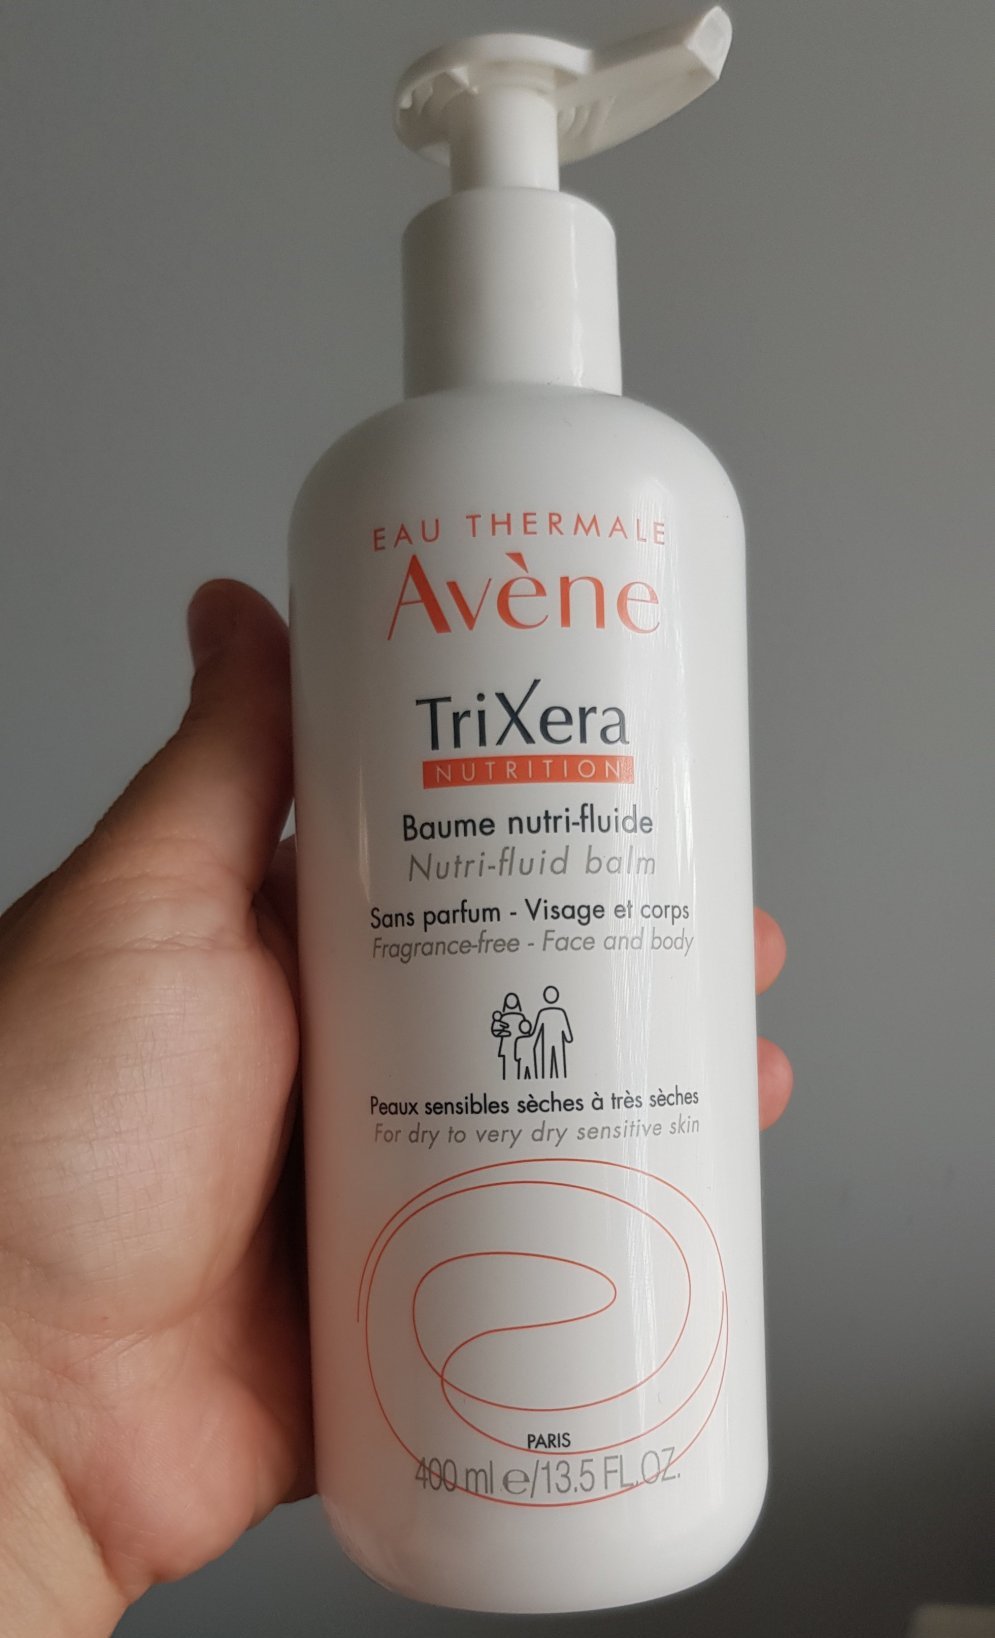 EAU THERMALE
Avène
TriXera
NUTRITION
Baume nutri-fluide
Nutri-fluid balm
Sans parfum - Visage et corps
Fragrance-free - Face and body
Peaux sensibles sèches à très sèches
For dry to very dry sensitive skin
PARIS
400 ml e/13.5 FL.OZ.